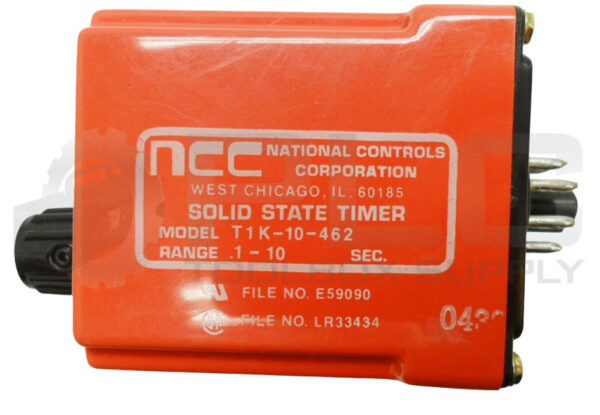 ncc NATIONAL CONTROLS
CORPORATION
WEST CHICAGO, IL. 60185
SOLID STATE TIMER
MODEL T1K-10-462
RANGE .1-10 SEC.
FILE NO. E59090
FILE NO. LR33434